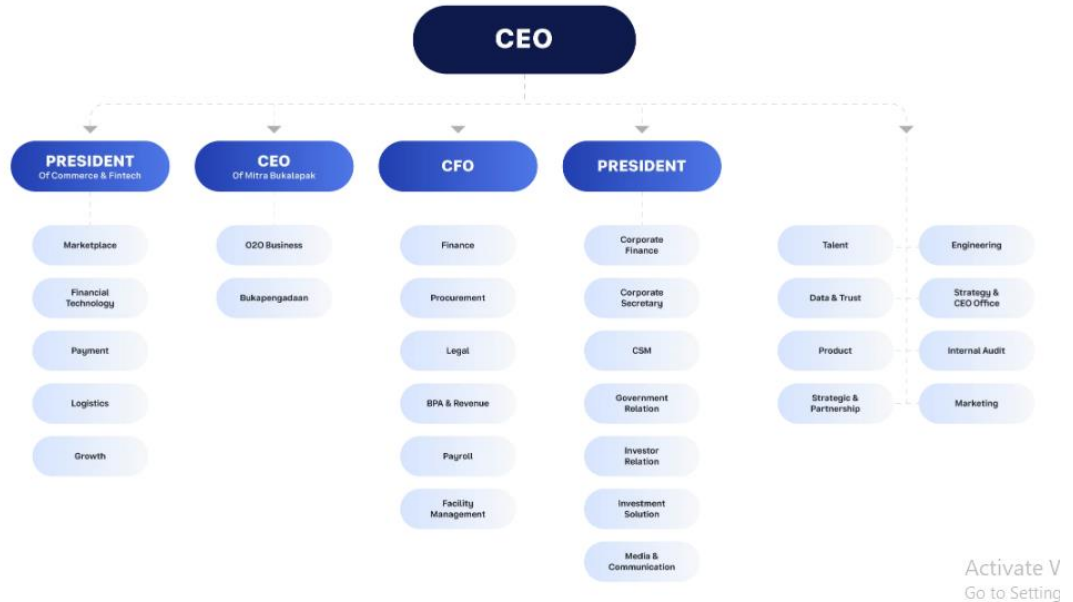 CEO
PRESIDENT
Of Commerce & Fintech
CEO
Of Mitra Bukalapak
CFO
PRESIDENT
Marketplace
Financial
Technology
Payment
Logistics
Growth
O2O Business
Bukapengadaan
Finance
Procurement
Legal
BPA & Revenue
Payroll
Facility
Management
Corporate
Finance
Corporate
Secretary
CSM
Government
Relation
Investor
Relation
Investment
Solution
Media &
Communication
Talent
Data & Trust
Product
Strategic &
Partnership
Engineering
Strategy &
CEO Office
Internal Audit
Marketing
Activate
Go to Setting